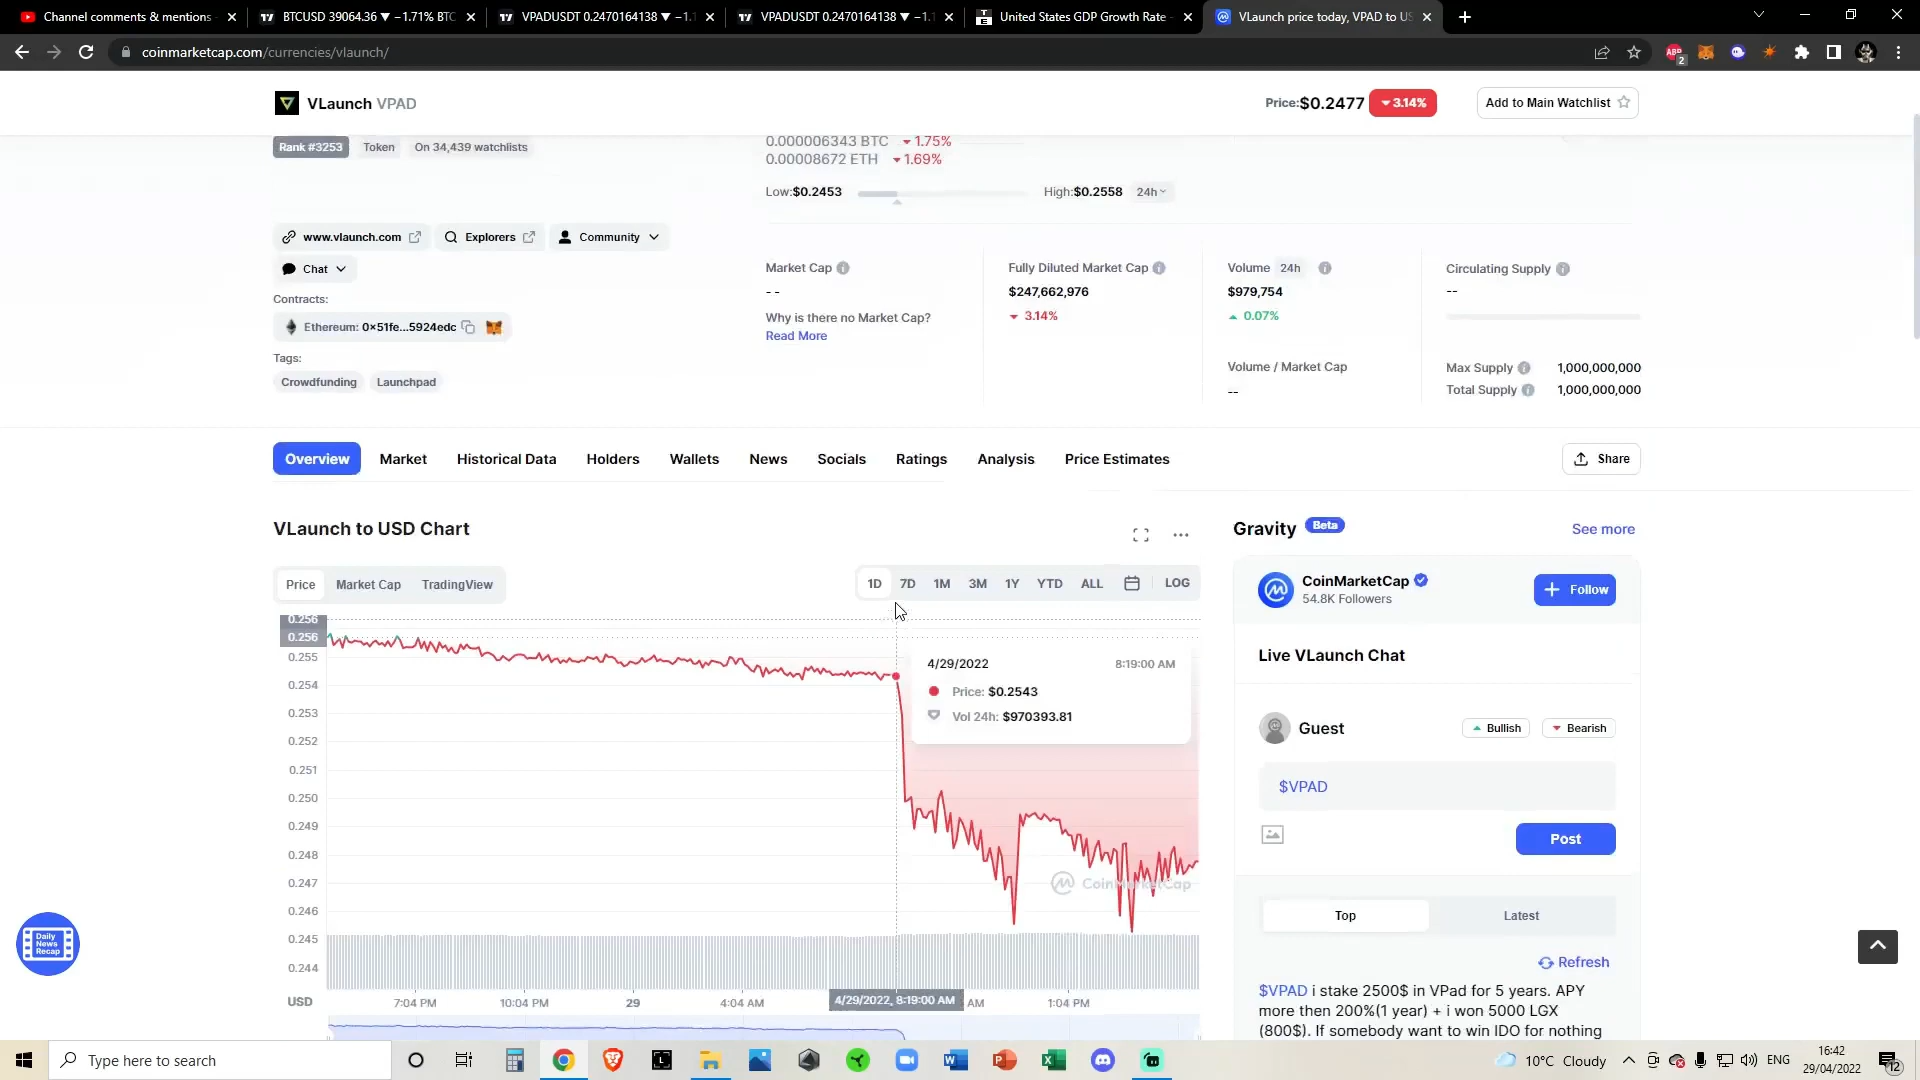 Channel comments & mentions
BTCUSD 39064.36 ▼ −1.71% BTC
VPADUSDT 0.2470164138 ▼ −1.1
VPADUSDT 0.2470164138 ▼ −1.1
United States GDP Growth Rate -
VLaunch price today, VPAD to US
coinmarketcap.com/currencies/vlaunch/
VLaunch VPAD
Price:$0.2477
3.14%
Add to Main Watchlist
Rank #3253
Token
On 34,439 watchlists
0.000006343 BTC
1.75%
0.00008672 ETH
1.69%
Low:$0.2453
High:$0.2558
24h
www.vlaunch.com
Explorers
Community
Chat
Contracts:
Ethereum: 0x51fe...5924edc
Tags:
Crowdfunding
Launchpad
Market Cap
- -
Why is there no Market Cap?
Read More
Fully Diluted Market Cap
$247,662,976
3.14%
Volume 24h
$979,754
0.07%
Volume / Market Cap
--
Circulating Supply
--
Max Supply
1,000,000,000
Total Supply
1,000,000,000
Overview
Market
Historical Data
Holders
Wallets
News
Socials
Ratings
Analysis
Price Estimates
Share
VLaunch to USD Chart
Price
Market Cap
TradingView
1D
7D
1M
3M
1Y
YTD
ALL
LOG
0.256
0.256
0.255
0.254
0.253
0.252
0.251
0.250
0.249
0.248
0.247
0.246
0.245
0.244
USD
4/29/2022
8:19:00 AM
Price: $0.2543
Vol 24h: $970393.81
CoinMarketCap
7:04 PM
10:04 PM
29
4:04 AM
4/29/2022, 8:19:00 AM
AM
1:04 PM
Gravity
Beta
See more
CoinMarketCap
54.8K Followers
Follow
Live VLaunch Chat
Guest
Bullish
Bearish
$VPAD
Post
Top
Latest
Refresh
$VPAD i stake 2500$ in VPad for 5 years. APY
more then 200%(1 year) + i won 5000 LGX
(800$). If somebody want to win IDO for nothing
Daily
News
Recap
Type here to search
10°C Cloudy
ENG
16:42
29/04/2022
12